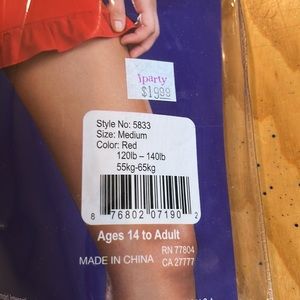 iparty
$19.99
Style No: 5833
Size: Medium
Color: Red
120lb – 140lb
55kg-65kg
6 76802 07190 2
Ages 14 to Adult
RN 77804
MADE IN CHINA CA 27777